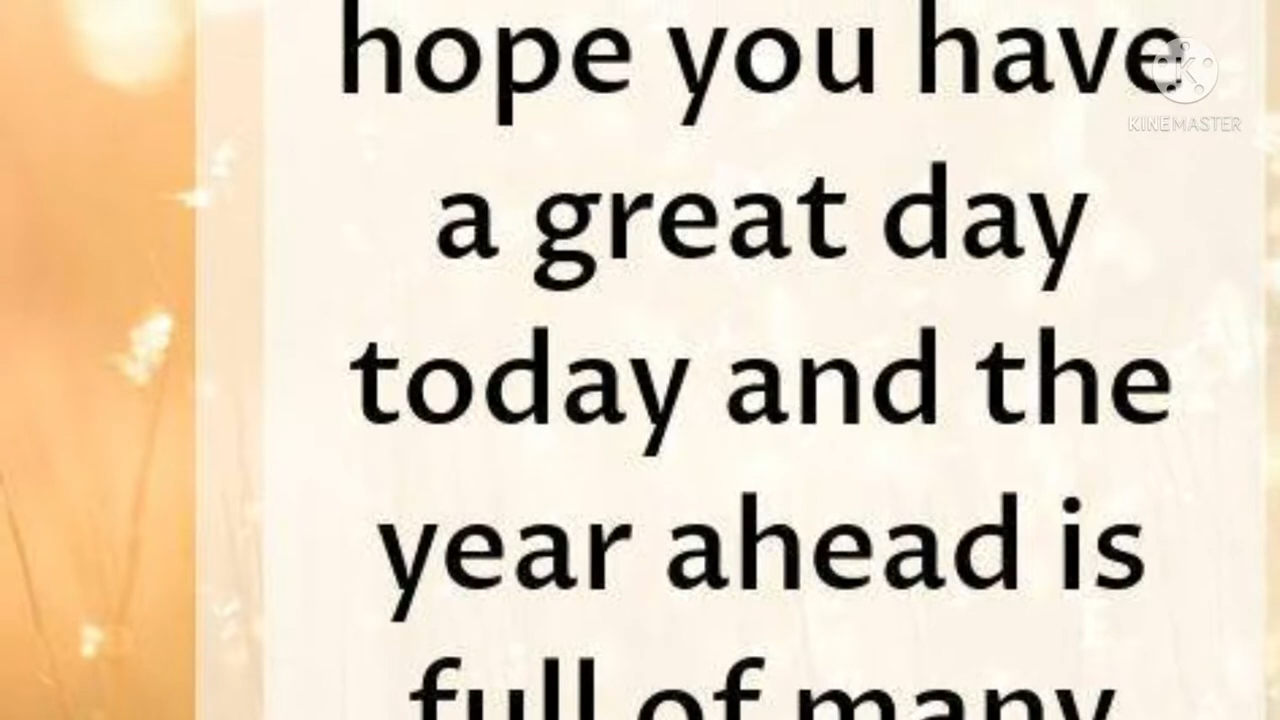 hope you have
KINEMASTER
a great day
today and the
year ahead is
full of many